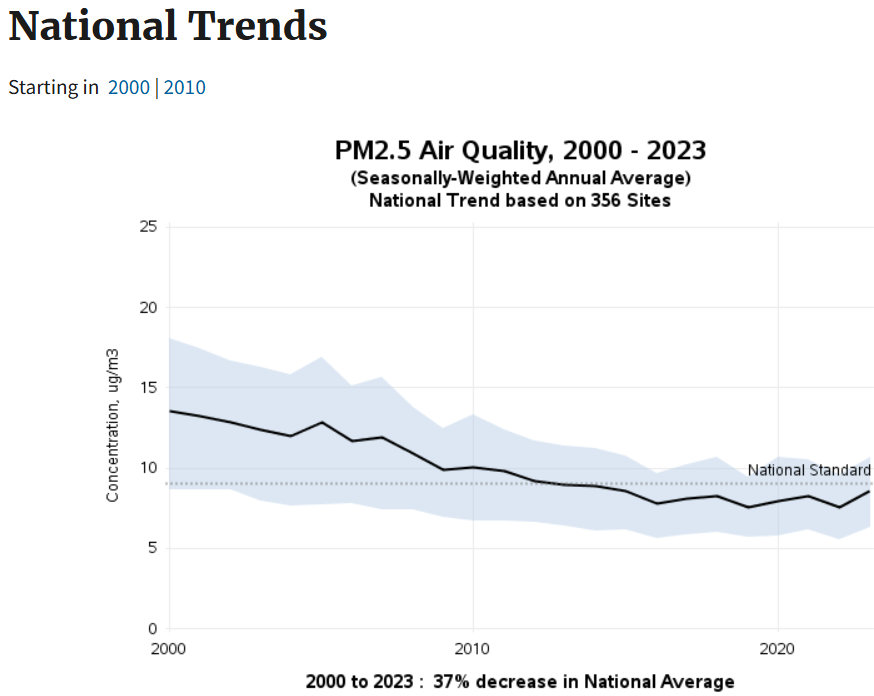 National Trends
Starting in 2000 | 2010
PM2.5 Air Quality, 2000 - 2023
(Seasonally-Weighted Annual Average)
National Trend based on 356 Sites
Concentration, ug/m3
25
20
15
10
5
0
National Standard
2000
2010
2020
2000 to 2023 : 37% decrease in National Average